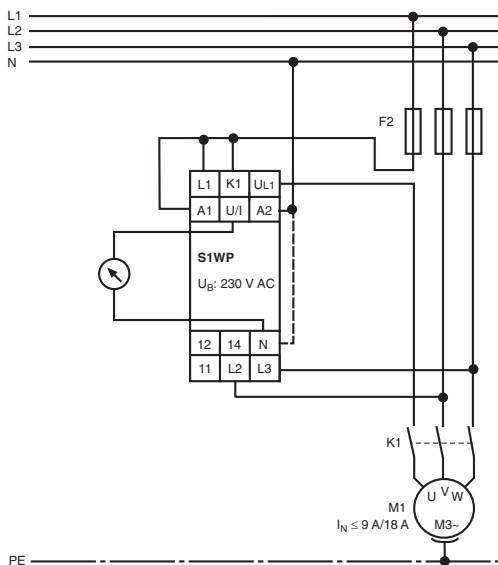 L1
L2
L3
N
F2
L1 K1 UL1
A1 U/I A2
S1WP
UB: 230 V AC
12 14 N
11 L2 L3
K1
U V W
M1
IN ≤ 9 A/18 A
M3~
PE